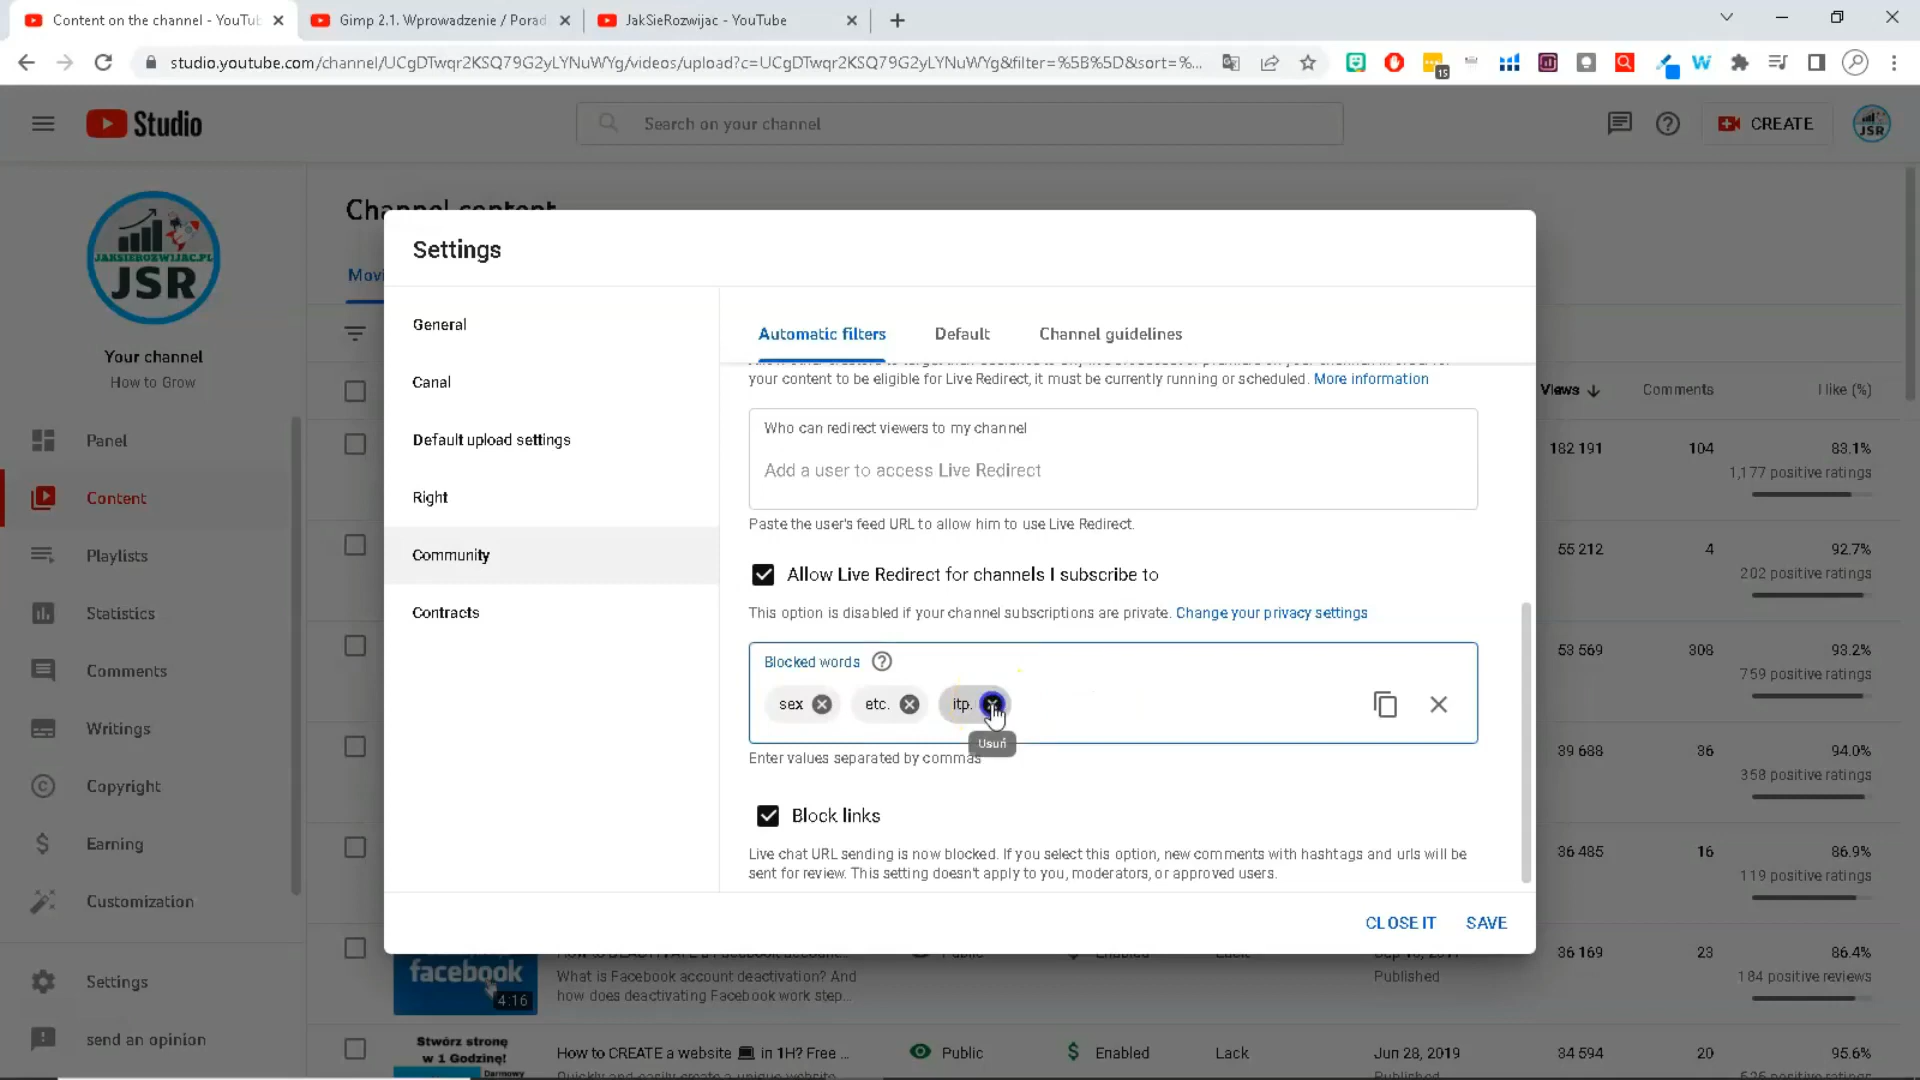 Content on the channel - YouTub
Gimp 2.1. Wprowadzenie / Porad
JakSieRozwijac - YouTube
studio.youtube.com/channel/UCgDTwqr2KSQ79G2yLYNuWYg/videos/upload?c=UCgDTwqr2KSQ79G2yLYNuWYg&filter=%5B%5D&sort=%...
15
Studio
Search on your channel
CREATE
JSR
JAKSIEROZWIJAC.PL
JSR
Your channel
How to Grow
Panel
Content
Playlists
Statistics
Comments
Writings
Copyright
Earning
Customization
Settings
send an opinion
Channel content
Movi
Settings
General
Canal
Default upload settings
Right
Community
Contracts
Automatic filters
Default
Channel guidelines
your content to be eligible for Live Redirect, it must be currently running or scheduled. More information
Who can redirect viewers to my channel
Add a user to access Live Redirect
Paste the user's feed URL to allow him to use Live Redirect.
Allow Live Redirect for channels I subscribe to
This option is disabled if your channel subscriptions are private. Change your privacy settings
Blocked words
sex
etc.
itp.
Usuń
Enter values separated by commas
Block links
Live chat URL sending is now blocked. If you select this option, new comments with hashtags and urls will be
sent for review. This setting doesn't apply to you, moderators, or approved users.
CLOSE IT
SAVE
Views
Comments
I like (%)
182 191
104
83.1%
1,177 positive ratings
55 212
4
92.7%
202 positive ratings
53 569
308
93.2%
759 positive ratings
39 688
36
94.0%
358 positive ratings
36 485
16
86.9%
119 positive ratings
36 169
23
86.4%
184 positive reviews
facebook
4:16
What is Facebook account deactivation? And
how does deactivating Facebook work step...
Published
Stwórz stronę
w 1 Godzinę!
Darmowy
How to CREATE a website 💻 in 1H? Free ...
Public
Enabled
Lack
Jun 28, 2019
34 594
20
95.6%